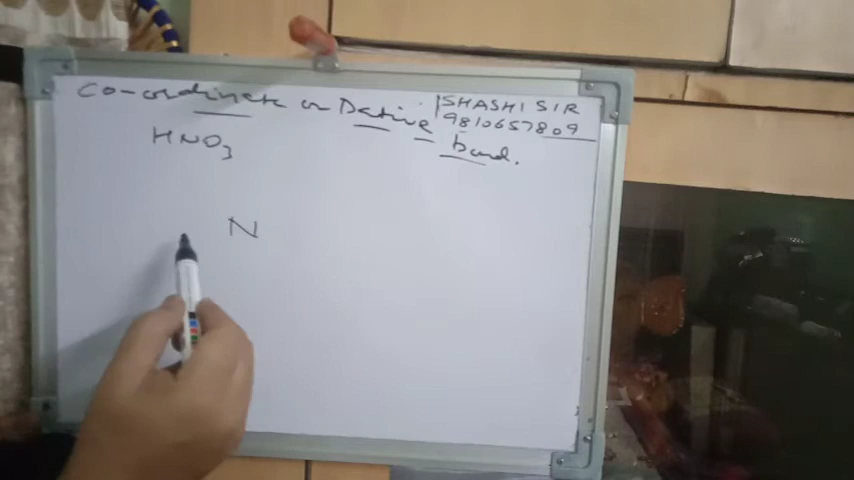 Co-ordinate or Dative bond.
SHASHI SIR
9810657809
HNO3
N